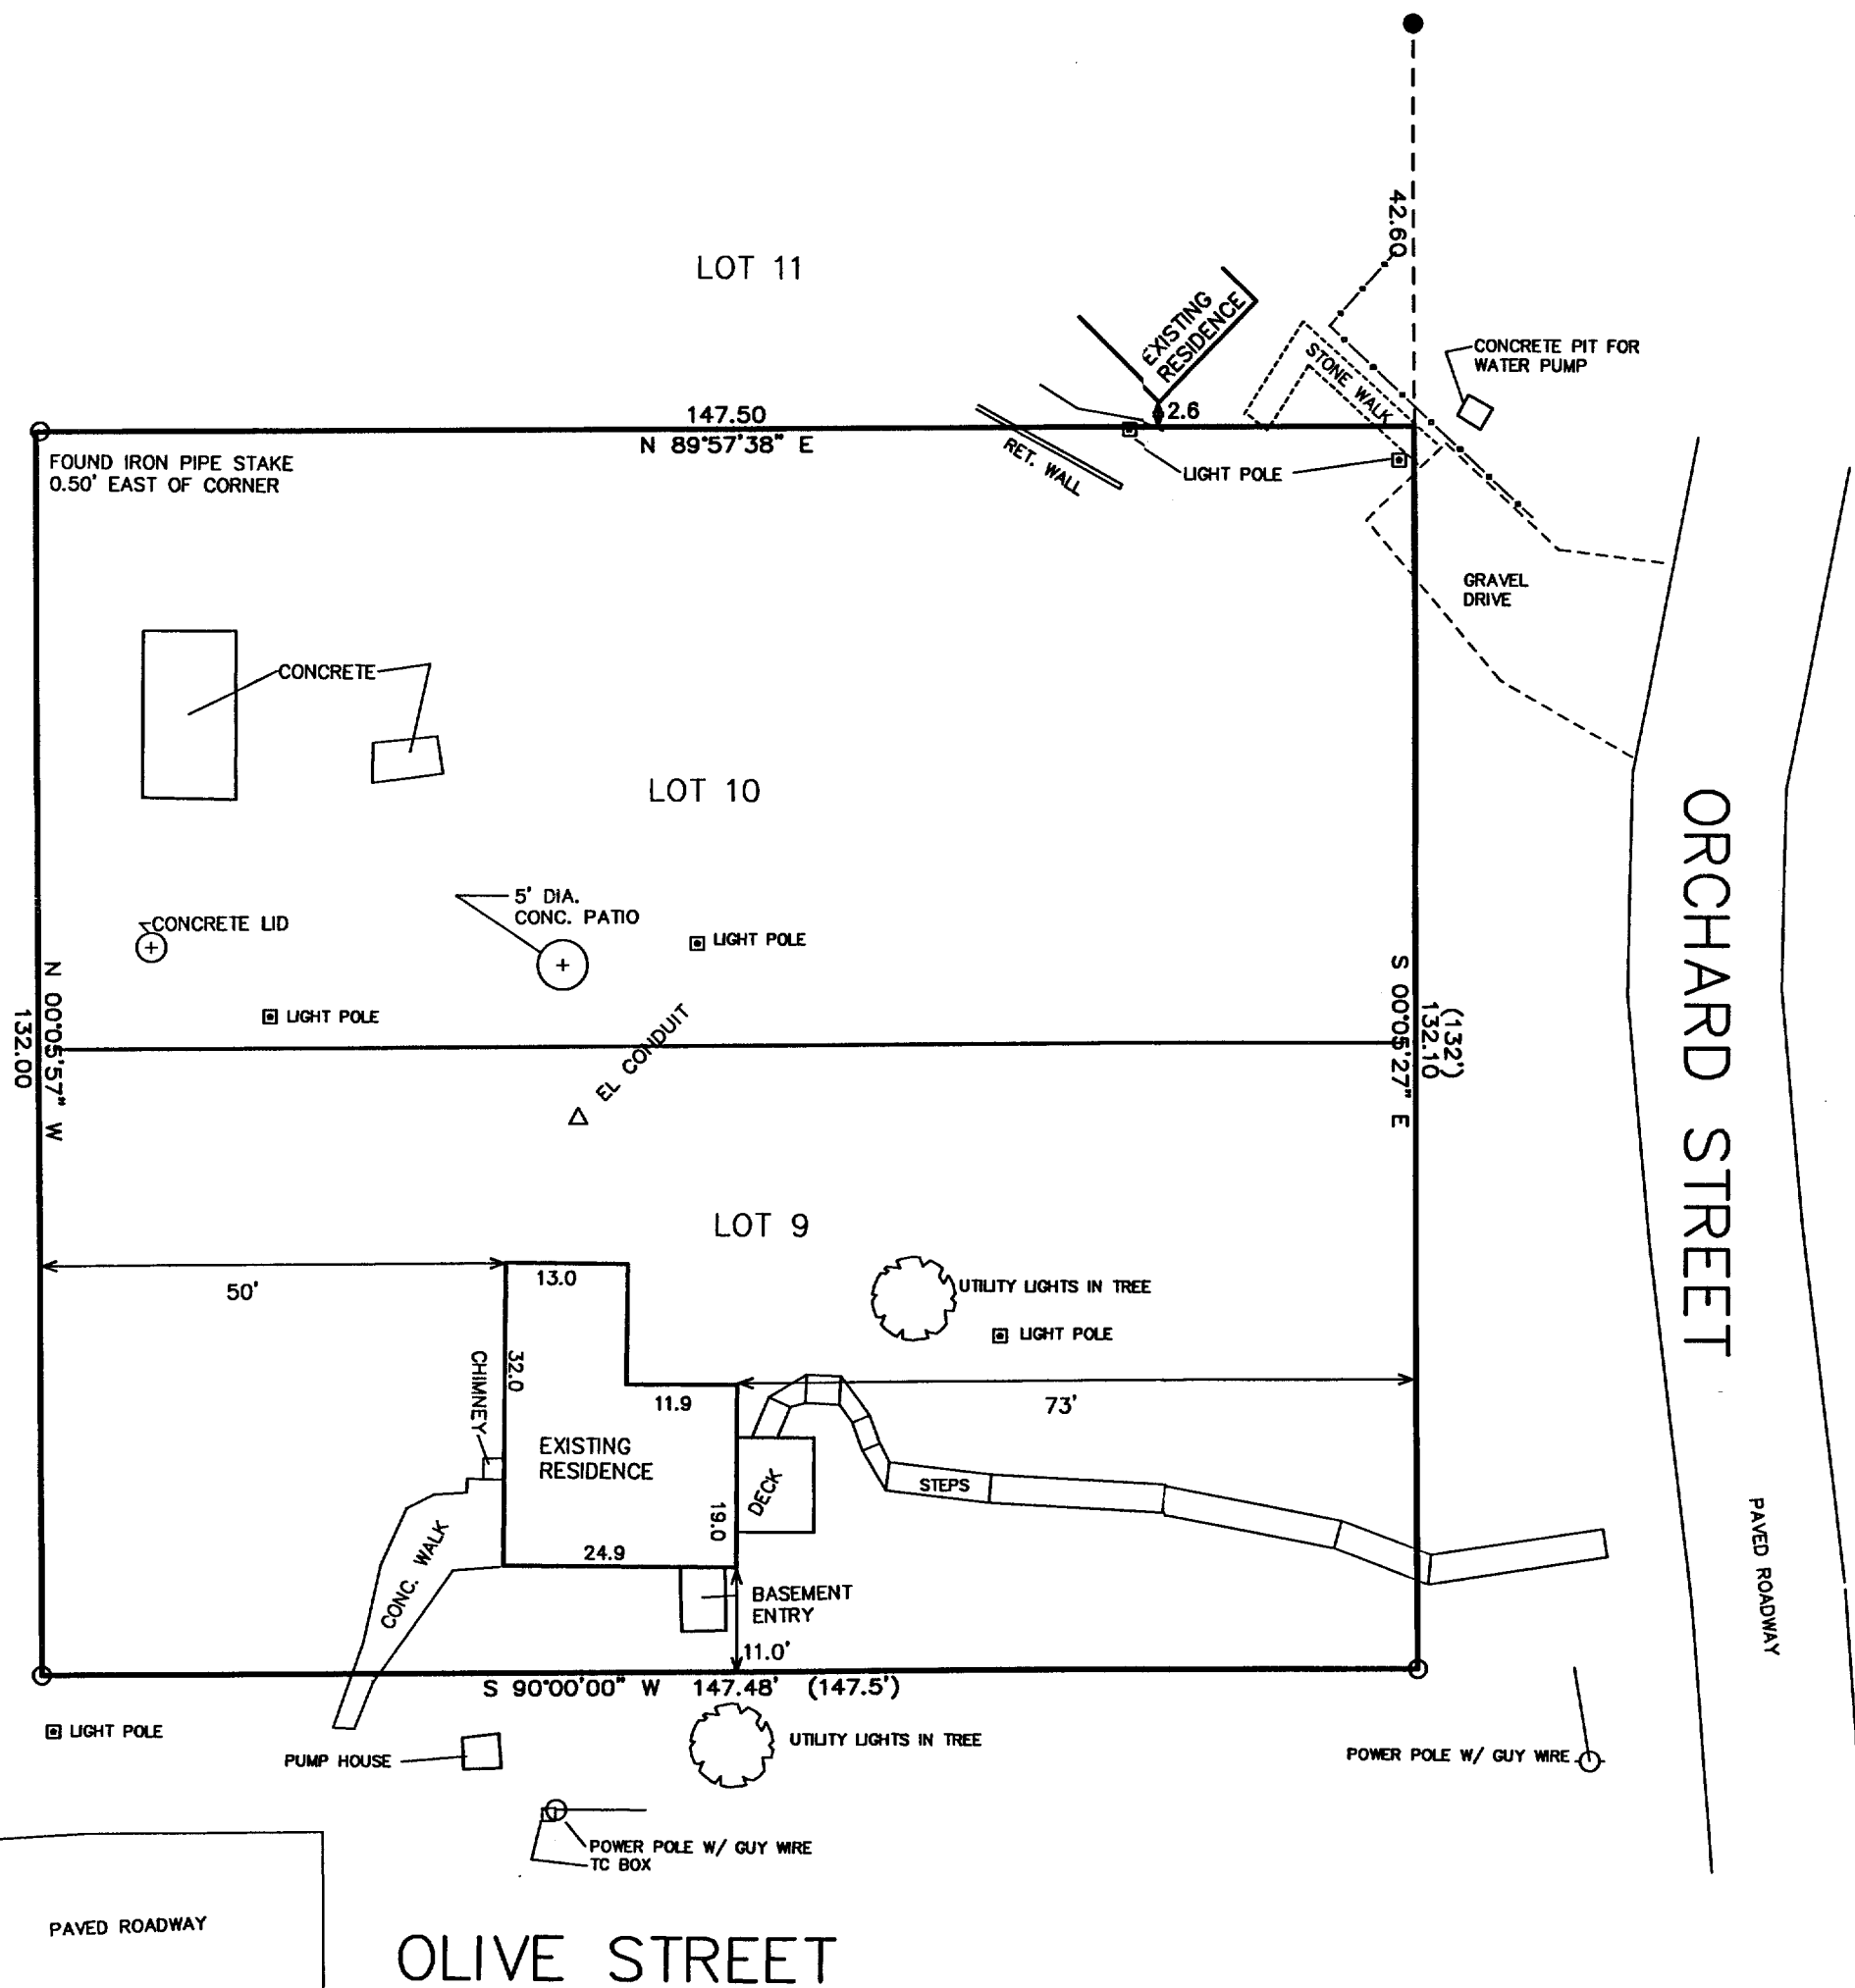 42.60
LOT 11
EXISTING
RESIDENCE
STONE WALK
CONCRETE PIT FOR
WATER PUMP
2.6
147.50
N 89°57'38" E
RET. WALL
LIGHT POLE
FOUND IRON PIPE STAKE
0.50' EAST OF CORNER
GRAVEL
DRIVE
CONCRETE
LOT 10
ORCHARD STREET
5' DIA.
CONC. PATIO
CONCRETE LID
LIGHT POLE
LIGHT POLE
N 00°05'57" W
132.00
S 00°05'27" E
132.10
(132')
EL CONDUIT
LOT 9
50'
13.0
UTILITY LIGHTS IN TREE
LIGHT POLE
CHIMNEY
32.0
11.9
73'
EXISTING
RESIDENCE
DECK
STEPS
19.0
CONC. WALK
24.9
BASEMENT
ENTRY
11.0'
PAVED ROADWAY
S 90°00'00" W 147.48' (147.5')
LIGHT POLE
PUMP HOUSE
UTILITY LIGHTS IN TREE
POWER POLE W/ GUY WIRE
POWER POLE W/ GUY WIRE
TC BOX
PAVED ROADWAY
OLIVE STREET